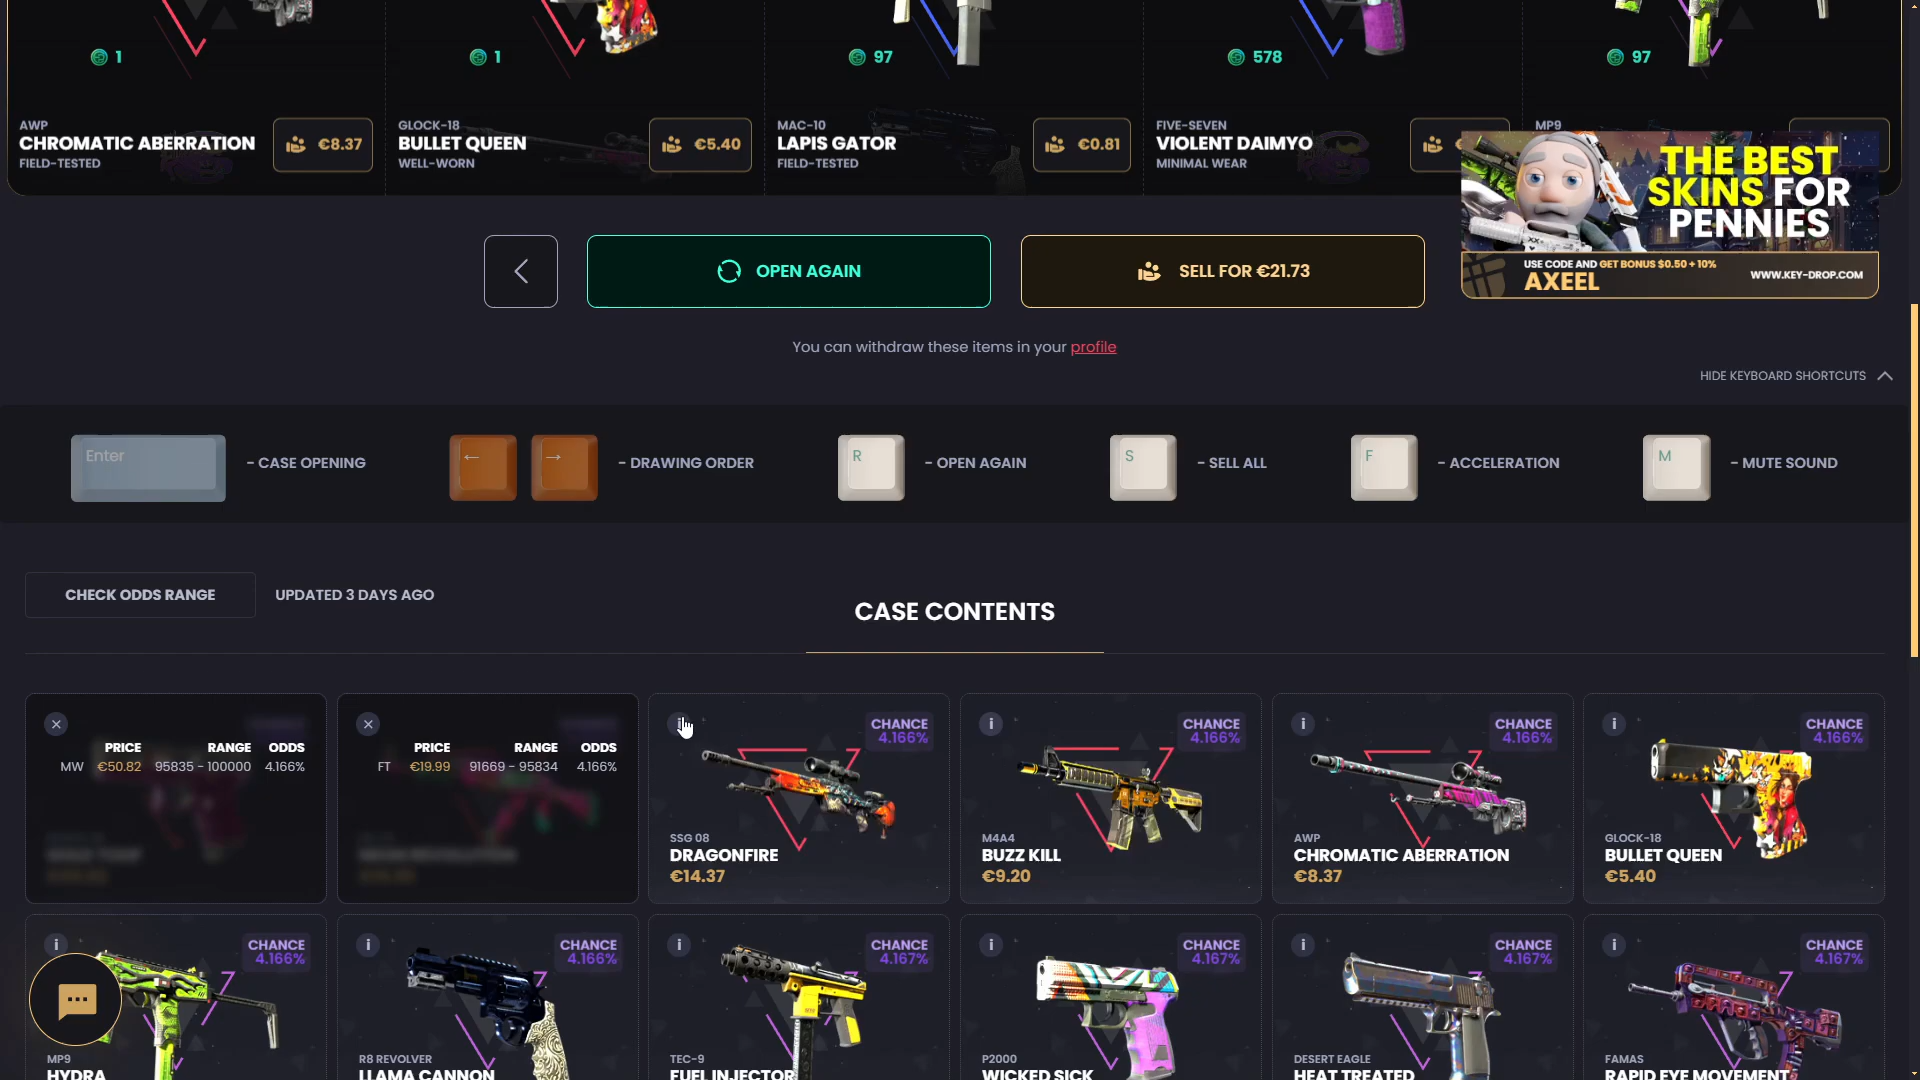 1
1
97
578
97
AWP
CHROMATIC ABERRATION
FIELD-TESTED
€8.37
GLOCK-18
BULLET QUEEN
WELL-WORN
€5.40
MAC-10
LAPIS GATOR
FIELD-TESTED
€0.81
FIVE-SEVEN
VIOLENT DAIMYO
MINIMAL WEAR
MP9
THE BEST
SKINS FOR
PENNIES
USE CODE AND GET BONUS $0.50 + 10%
AXEEL
WWW.KEY-DROP.COM
OPEN AGAIN
SELL FOR €21.73
You can withdraw these items in your profile
HIDE KEYBOARD SHORTCUTS
Enter
- CASE OPENING
← →
- DRAWING ORDER
R
- OPEN AGAIN
S
- SELL ALL
F
- ACCELERATION
M
- MUTE SOUND
CHECK ODDS RANGE
UPDATED 3 DAYS AGO
CASE CONTENTS
PRICE RANGE ODDS
MW €50.82 95835 - 100000 4.166%
PRICE RANGE ODDS
FT €19.99 91669 - 95834 4.166%
CHANCE
4.166%
SSG 08
DRAGONFIRE
€14.37
CHANCE
4.166%
M4A4
BUZZ KILL
€9.20
CHANCE
4.166%
AWP
CHROMATIC ABERRATION
€8.37
CHANCE
4.166%
GLOCK-18
BULLET QUEEN
€5.40
CHANCE
4.166%
MP9
HYDRA
CHANCE
4.166%
R8 REVOLVER
LLAMA CANNON
CHANCE
4.167%
TEC-9
FUEL INJECTOR
CHANCE
4.167%
P2000
WICKED SICK
CHANCE
4.167%
DESERT EAGLE
HEAT TREATED
CHANCE
4.167%
FAMAS
RAPID EYE MOVEMENT